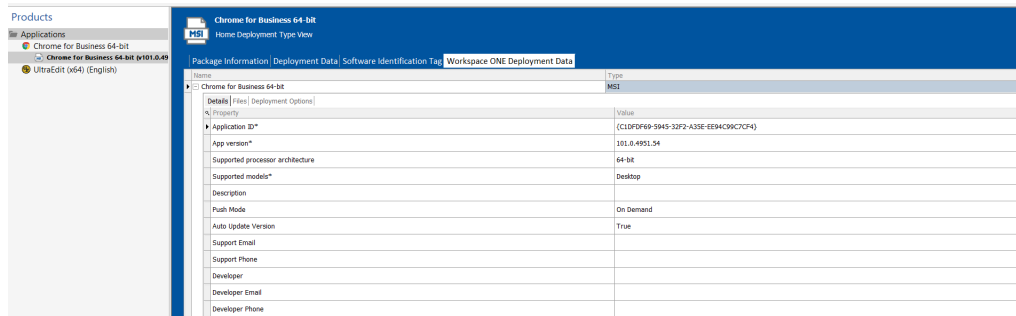 Products
Applications
Chrome for Business 64-bit
Chrome for Business 64-bit (v101.0.49
UltraEdit (x64) (English)
MSI
Chrome for Business 64-bit
Home Deployment Type View
Package Information Deployment Data Software Identification Tag Workspace ONE Deployment Data
Name Type
Chrome for Business 64-bit MSI
Details Files Deployment Options
Property Value
Application ID* {C1DFDF69-5945-32F2-A35E-EE94C99C7CF4}
App version* 101.0.4951.54
Supported processor architecture 64-bit
Supported models* Desktop
Description
Push Mode On Demand
Auto Update Version True
Support Email
Support Phone
Developer
Developer Email
Developer Phone